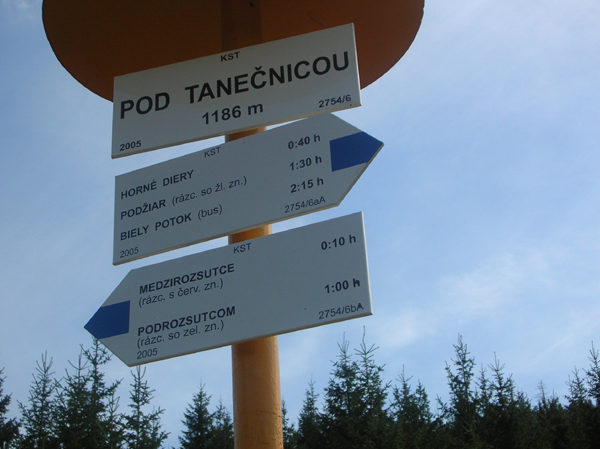 KST
POD TANEČNICOU
1186 m
2005 2754/6
KST
HORNÉ DIERY 0:40 h
PODŽIAR (rázc. so žl. zn.) 1:30 h
BIELY POTOK (bus) 2:15 h
2005 2754/6aA
KST
MEDZIROZSUTCE 0:10 h
(rázc. s červ. zn.)
PODROZSUTCOM 1:00 h
(rázc. so zel. zn.)
2005 2754/6bA